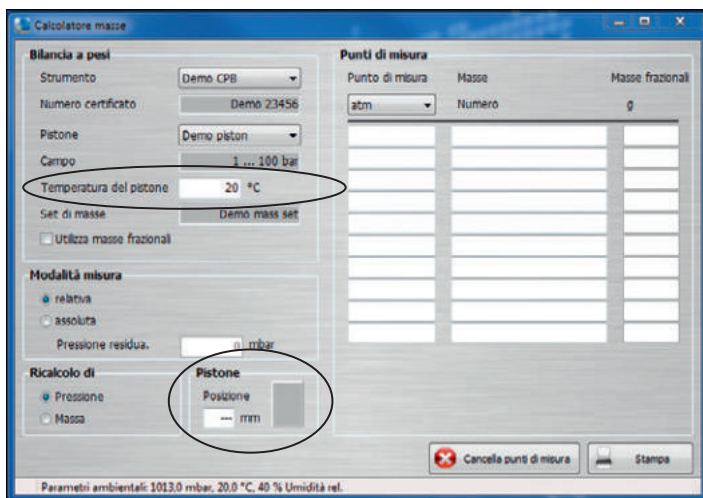 Calcolatore masse
Bilancia a pesi
Strumento Demo CPB
Numero certificato Demo 23456
Pistone Demo piston
Campo 1 ... 100 bar
Temperatura del pistone 20 °C
Set di masse Demo mass set
Utilizza masse frazionali
Modalità misura
relativa
assoluta
Pressione residua. 0 mbar
Ricalcolo di
Pressione
Massa
Pistone
Posizione
--- mm
Punti di misura
Punto di misura Masse Masse frazionali
atm Numero g
Cancella punti di misura Stampa
Parametri ambientali: 1013,0 mbar, 20,0 °C, 40 % Umidità rel.